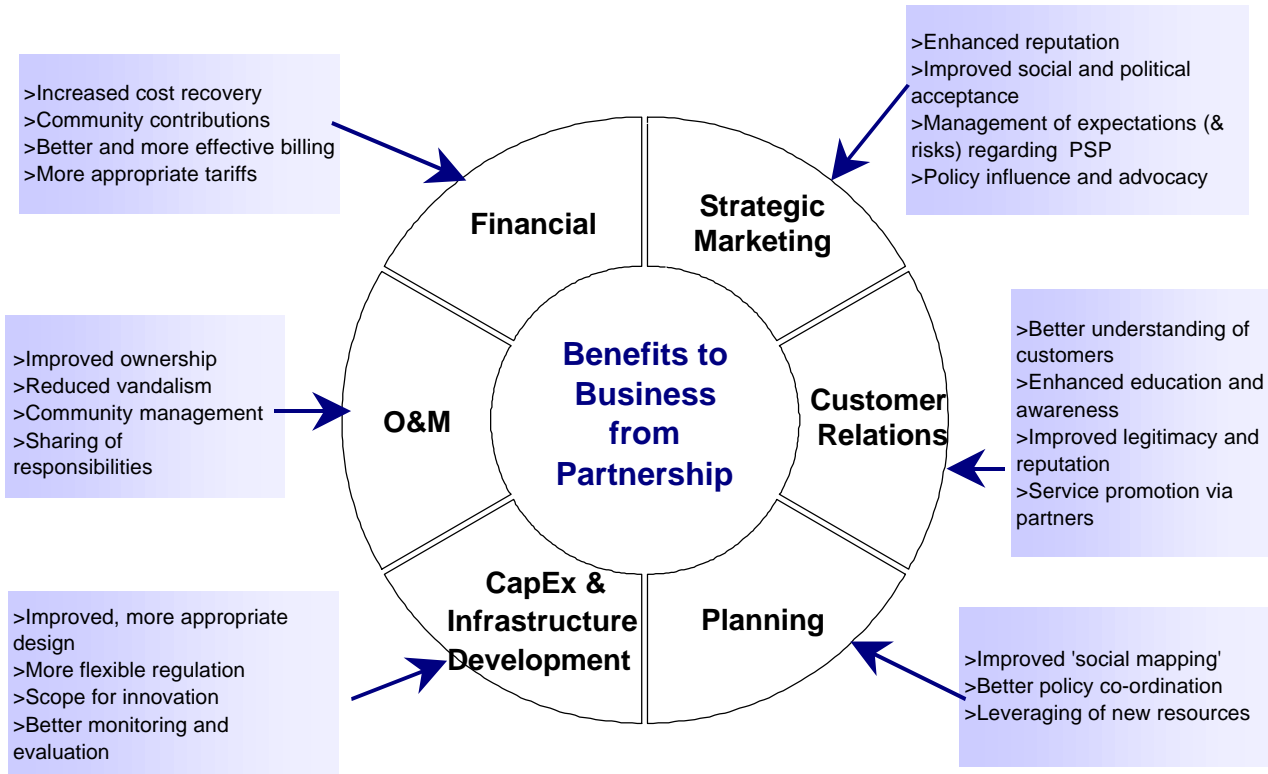 >Increased cost recovery
>Community contributions
>Better and more effective billing
>More appropriate tariffs
>Enhanced reputation
>Improved social and political
acceptance
>Management of expectations (&
risks) regarding PSP
>Policy influence and advocacy
Financial
Strategic
Marketing
>Improved ownership
>Reduced vandalism
>Community management
>Sharing of
responsibilities
O&M
Benefits to
Business
from
Partnership
Customer
Relations
>Better understanding of
customers
>Enhanced education and
awareness
>Improved legitimacy and
reputation
>Service promotion via
partners
>Improved, more appropriate
design
>More flexible regulation
>Scope for innovation
>Better monitoring and
evaluation
CapEx &
Infrastructure
Development
Planning
>Improved 'social mapping'
>Better policy co-ordination
>Leveraging of new resources